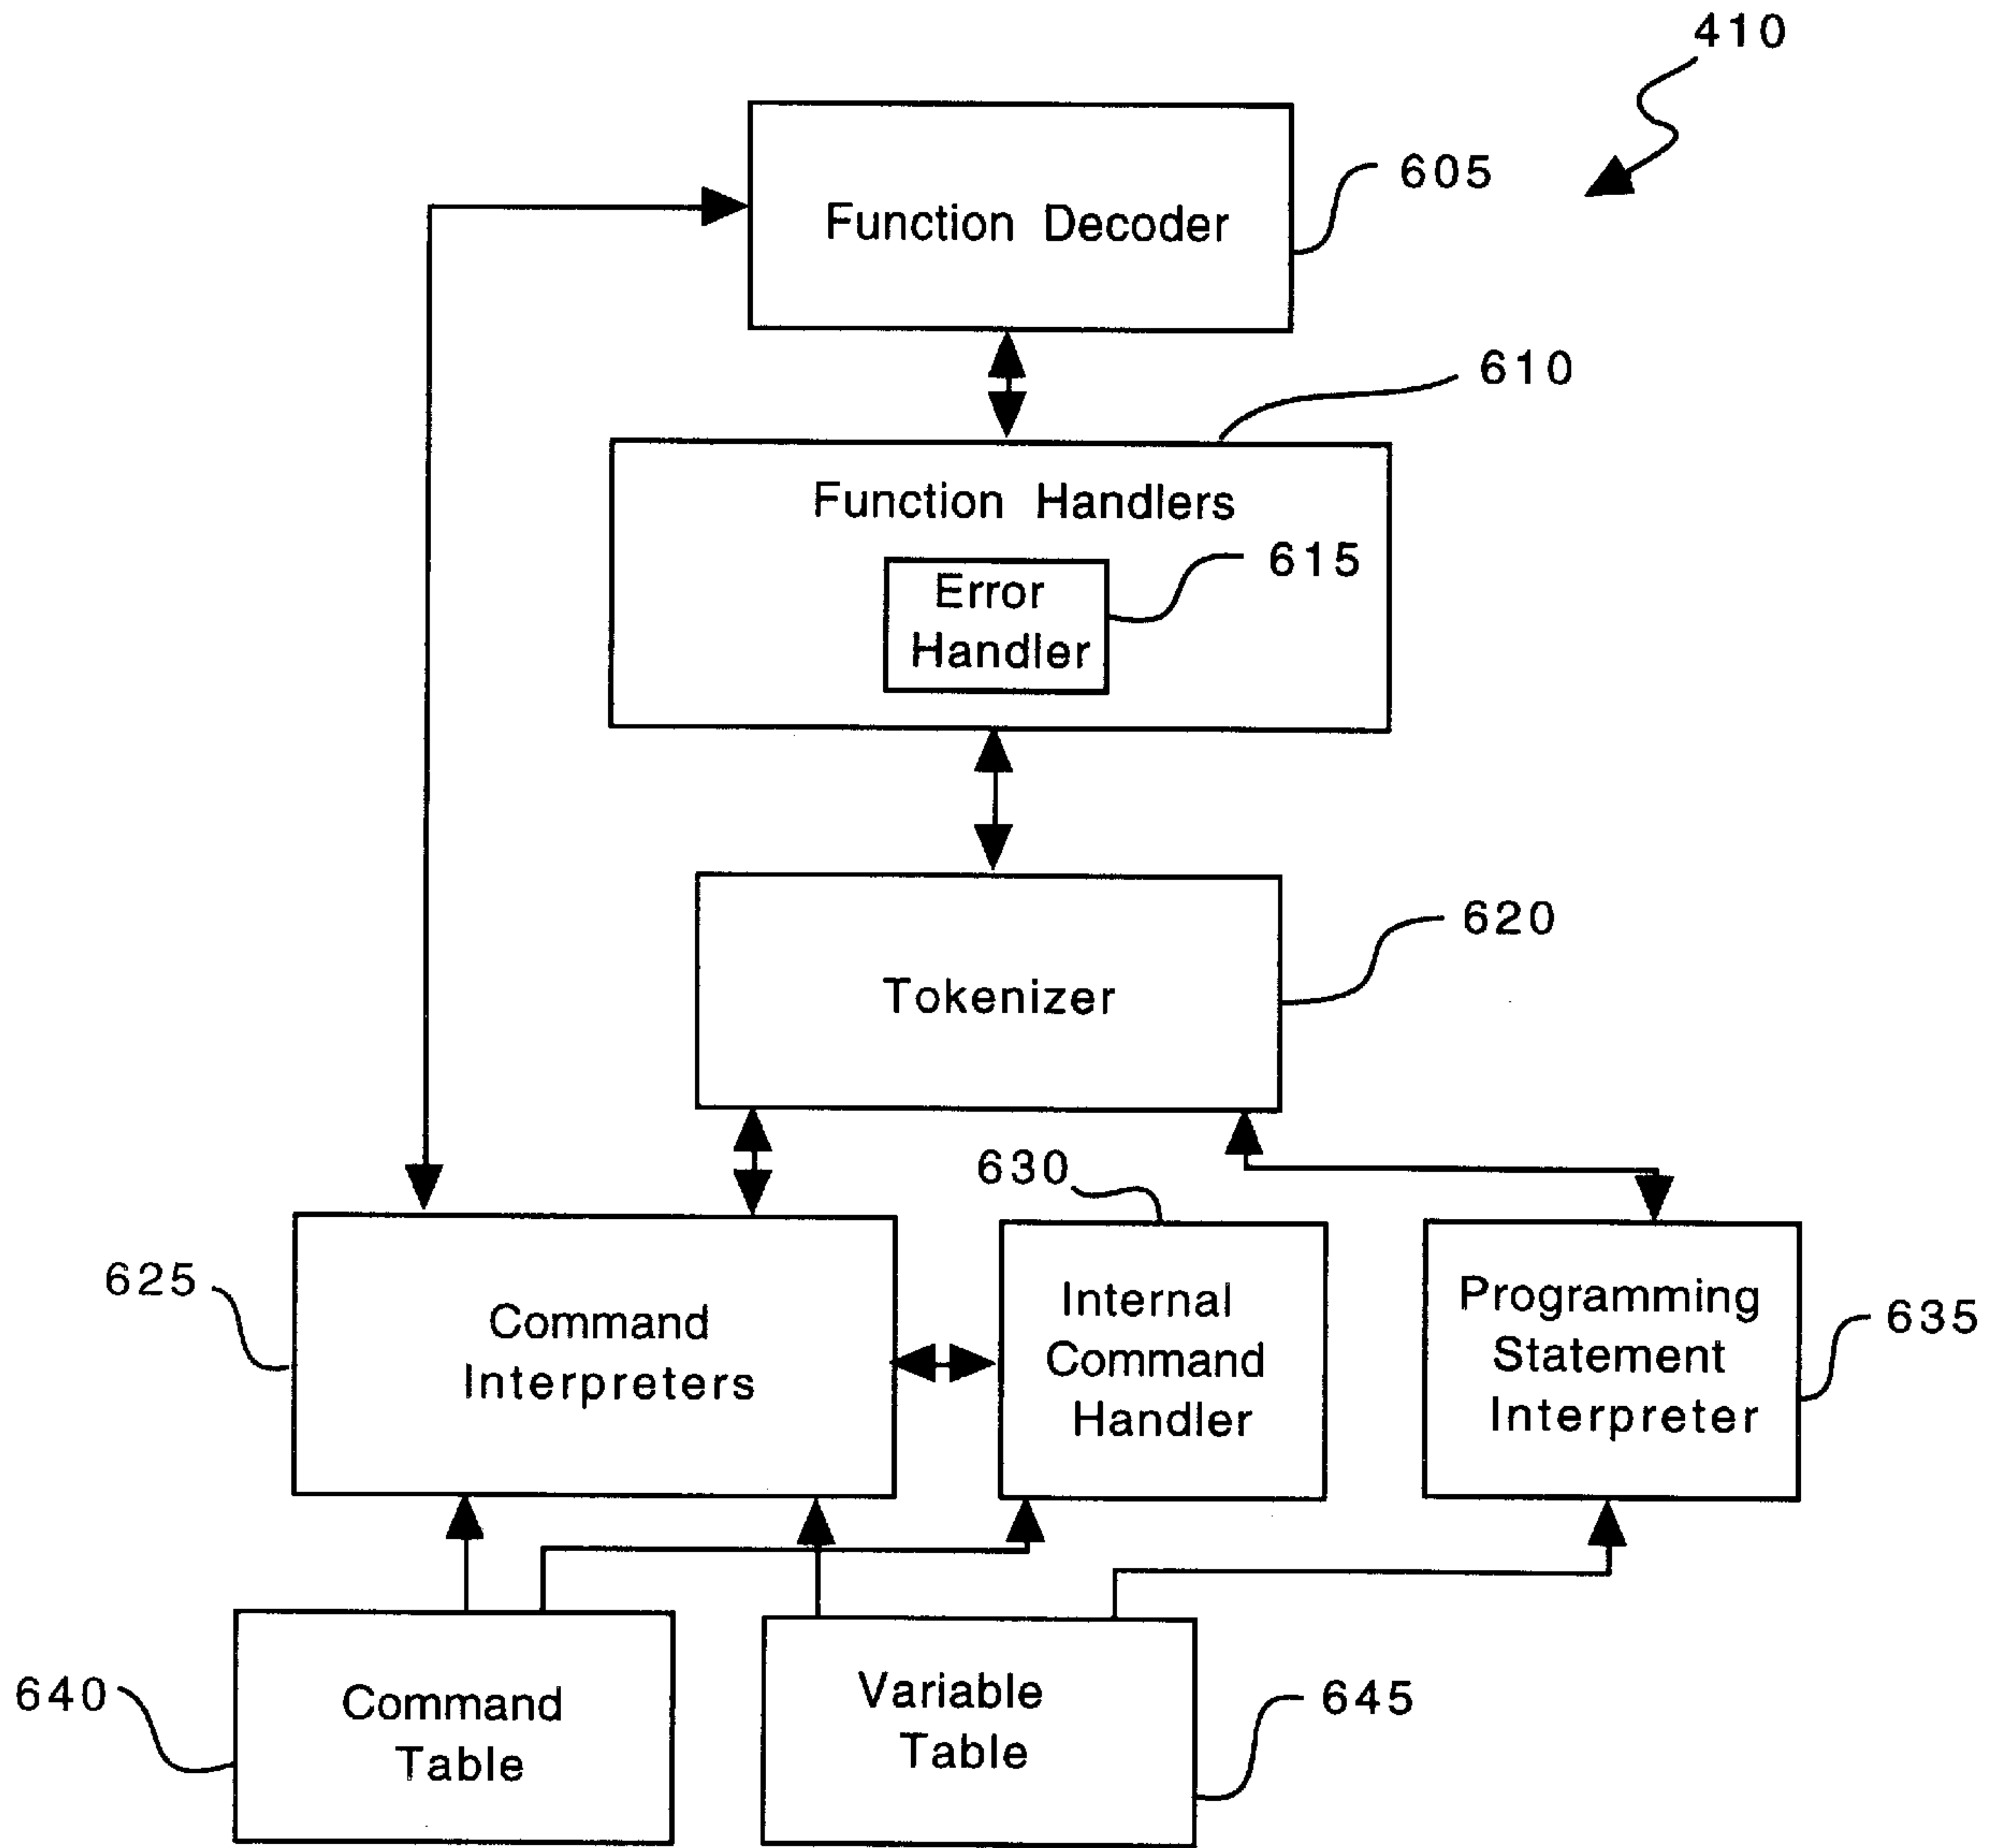 410
605
Function Decoder
610
Function Handlers
615
Error
Handler
620
Tokenizer
630
625
Command
Interpreters
Internal
Command
Handler
Programming
Statement
Interpreter
635
640
Command
Table
Variable
Table
645